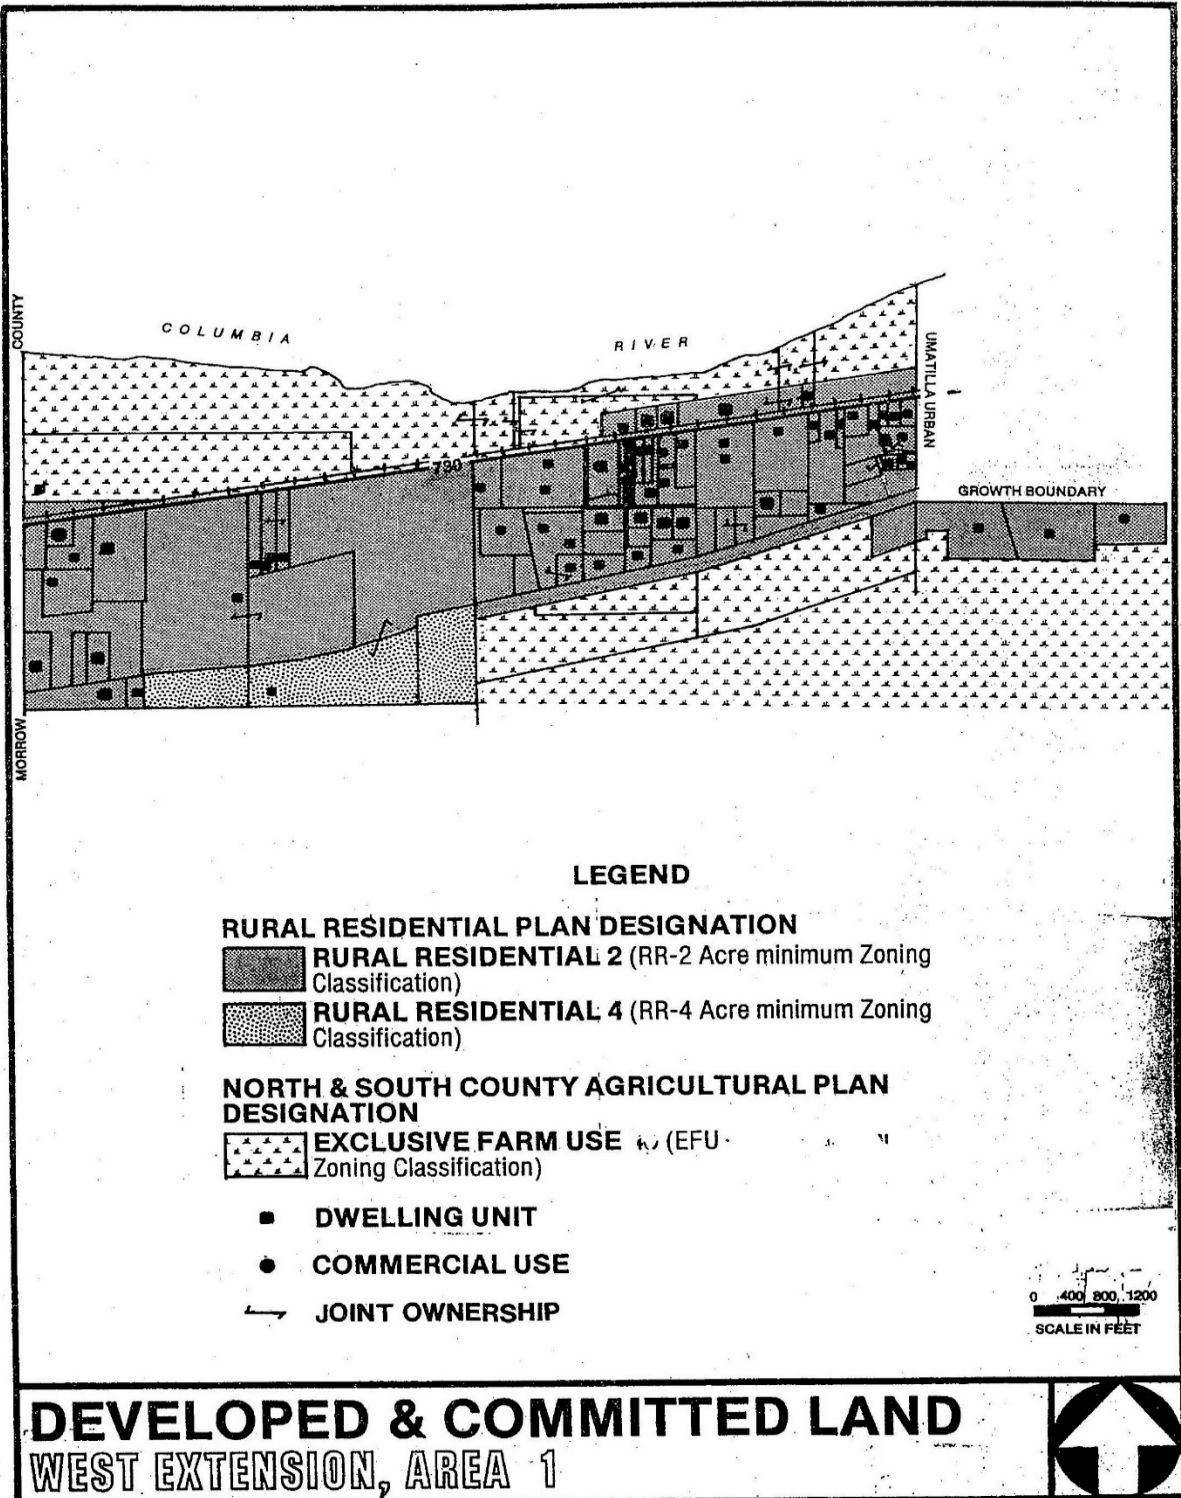 COUNTY
COLUMBIA
RIVER
UMATILLA URBAN
730
GROWTH BOUNDARY
MORROW
LEGEND
RURAL RESIDENTIAL PLAN DESIGNATION
RURAL RESIDENTIAL 2 (RR-2 Acre minimum Zoning
Classification)
RURAL RESIDENTIAL 4 (RR-4 Acre minimum Zoning
Classification)
NORTH & SOUTH COUNTY AGRICULTURAL PLAN
DESIGNATION
EXCLUSIVE FARM USE (EFU
Zoning Classification)
DWELLING UNIT
COMMERCIAL USE
JOINT OWNERSHIP
0 400 800 1200
SCALE IN FEET
DEVELOPED & COMMITTED LAND
WEST EXTENSION, AREA 1